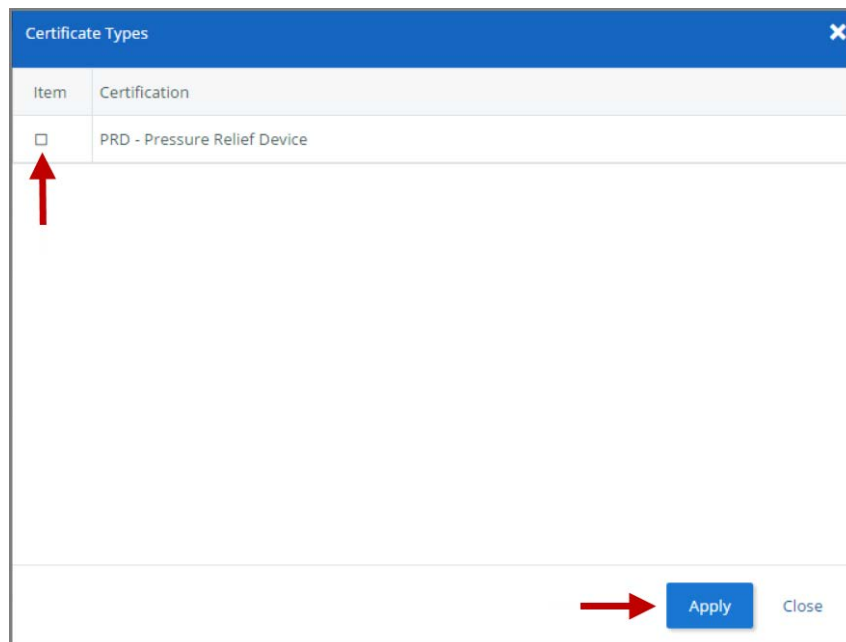 Certificate Types
Item Certification
PRD - Pressure Relief Device
Apply Close